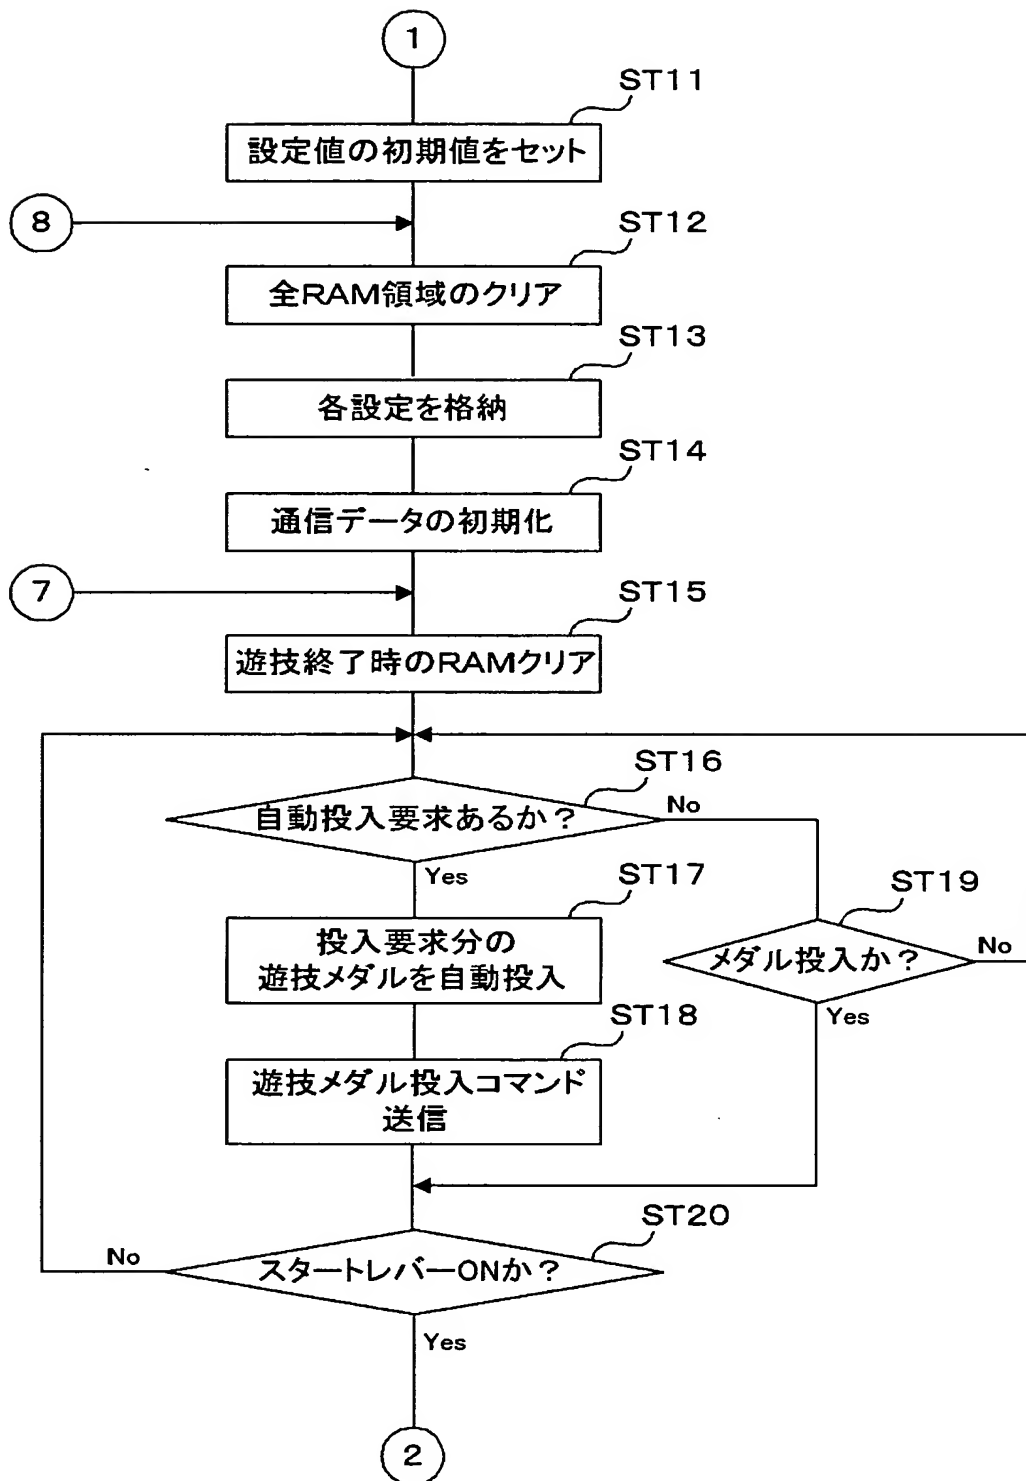 1
ST11
設定値の初期値をセット
8
ST12
全RAM領域のクリア
ST13
各設定を格納
ST14
通信データの初期化
7
ST15
遊技終了時のRAMクリア
ST16
自動投入要求あるか?
No
Yes
ST17
投入要求分の
遊技メダルを自動投入
ST19
メダル投入か?
No
Yes
ST18
遊技メダル投入コマンド
送信
ST20
スタートレバーONか?
No
Yes
2